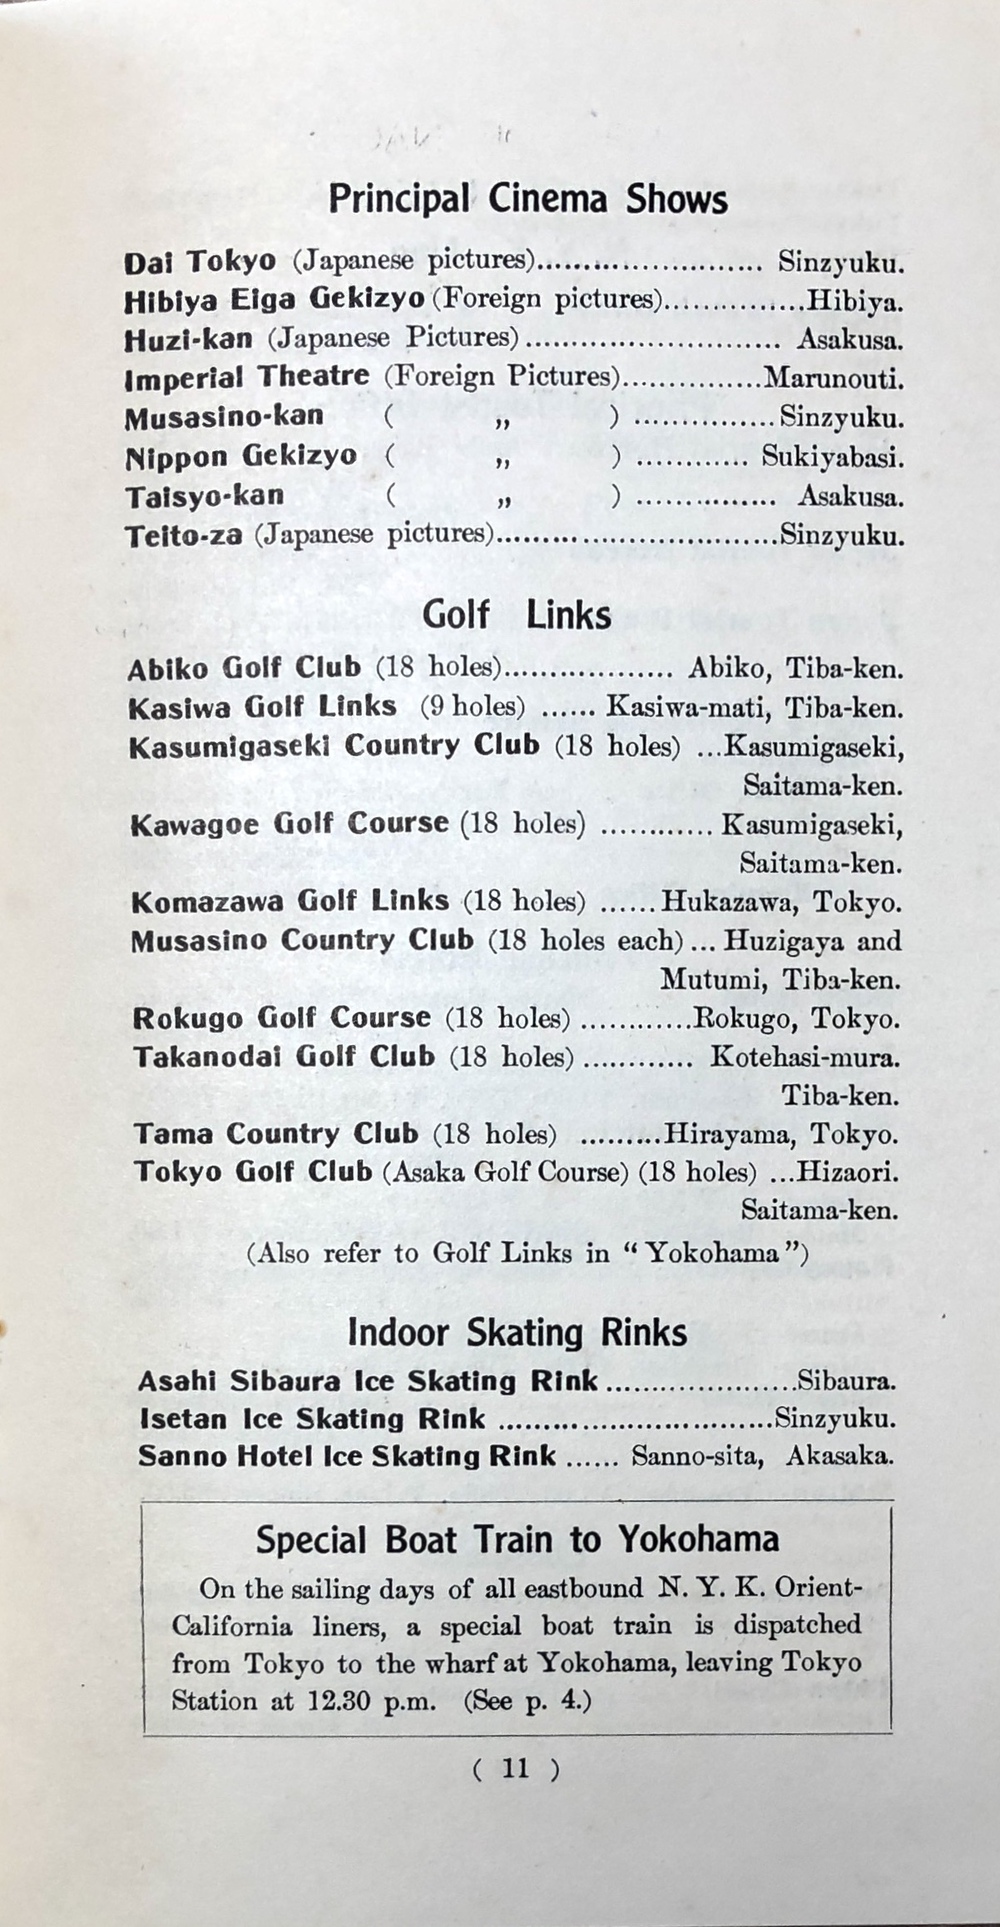 Principal Cinema Shows
Dai Tokyo (Japanese pictures)........................ Sinzyuku.
Hibiya Eiga Gekizyo (Foreign pictures)...............Hibiya.
Huzi-kan (Japanese Pictures) ........................... Asakusa.
Imperial Theatre (Foreign Pictures)...............Marunouti.
Musasino-kan ( „ ) ...............Sinzyuku.
Nippon Gekizyo ( „ ) ............ Sukiyabasi.
Taisyo-kan ( „ ) ............... Asakusa.
Teito-za (Japanese pictures)..............................Sinzyuku.
Golf Links
Abiko Golf Club (18 holes).................. Abiko, Tiba-ken.
Kasiwa Golf Links (9 holes) ...... Kasiwa-mati, Tiba-ken.
Kasumigaseki Country Club (18 holes) ...Kasumigaseki,
Saitama-ken.
Kawagoe Golf Course (18 holes) ............ Kasumigaseki,
Saitama-ken.
Komazawa Golf Links (18 holes) ......Hukazawa, Tokyo.
Musasino Country Club (18 holes each) ... Huzigaya and
Mutumi, Tiba-ken.
Rokugo Golf Course (18 holes) ............Rokugo, Tokyo.
Takanodai Golf Club (18 holes) ............ Kotehasi-mura.
Tiba-ken.
Tama Country Club (18 holes) .........Hirayama, Tokyo.
Tokyo Golf Club (Asaka Golf Course) (18 holes) ...Hizaori.
Saitama-ken.
(Also refer to Golf Links in “Yokohama”)
Indoor Skating Rinks
Asahi Sibaura Ice Skating Rink .....................Sibaura.
Isetan Ice Skating Rink ..............................Sinzyuku.
Sanno Hotel Ice Skating Rink ...... Sanno-sita, Akasaka.
Special Boat Train to Yokohama
On the sailing days of all eastbound N. Y. K. Orient-
California liners, a special boat train is dispatched
from Tokyo to the wharf at Yokohama, leaving Tokyo
Station at 12.30 p.m. (See p. 4.)
( 11 )